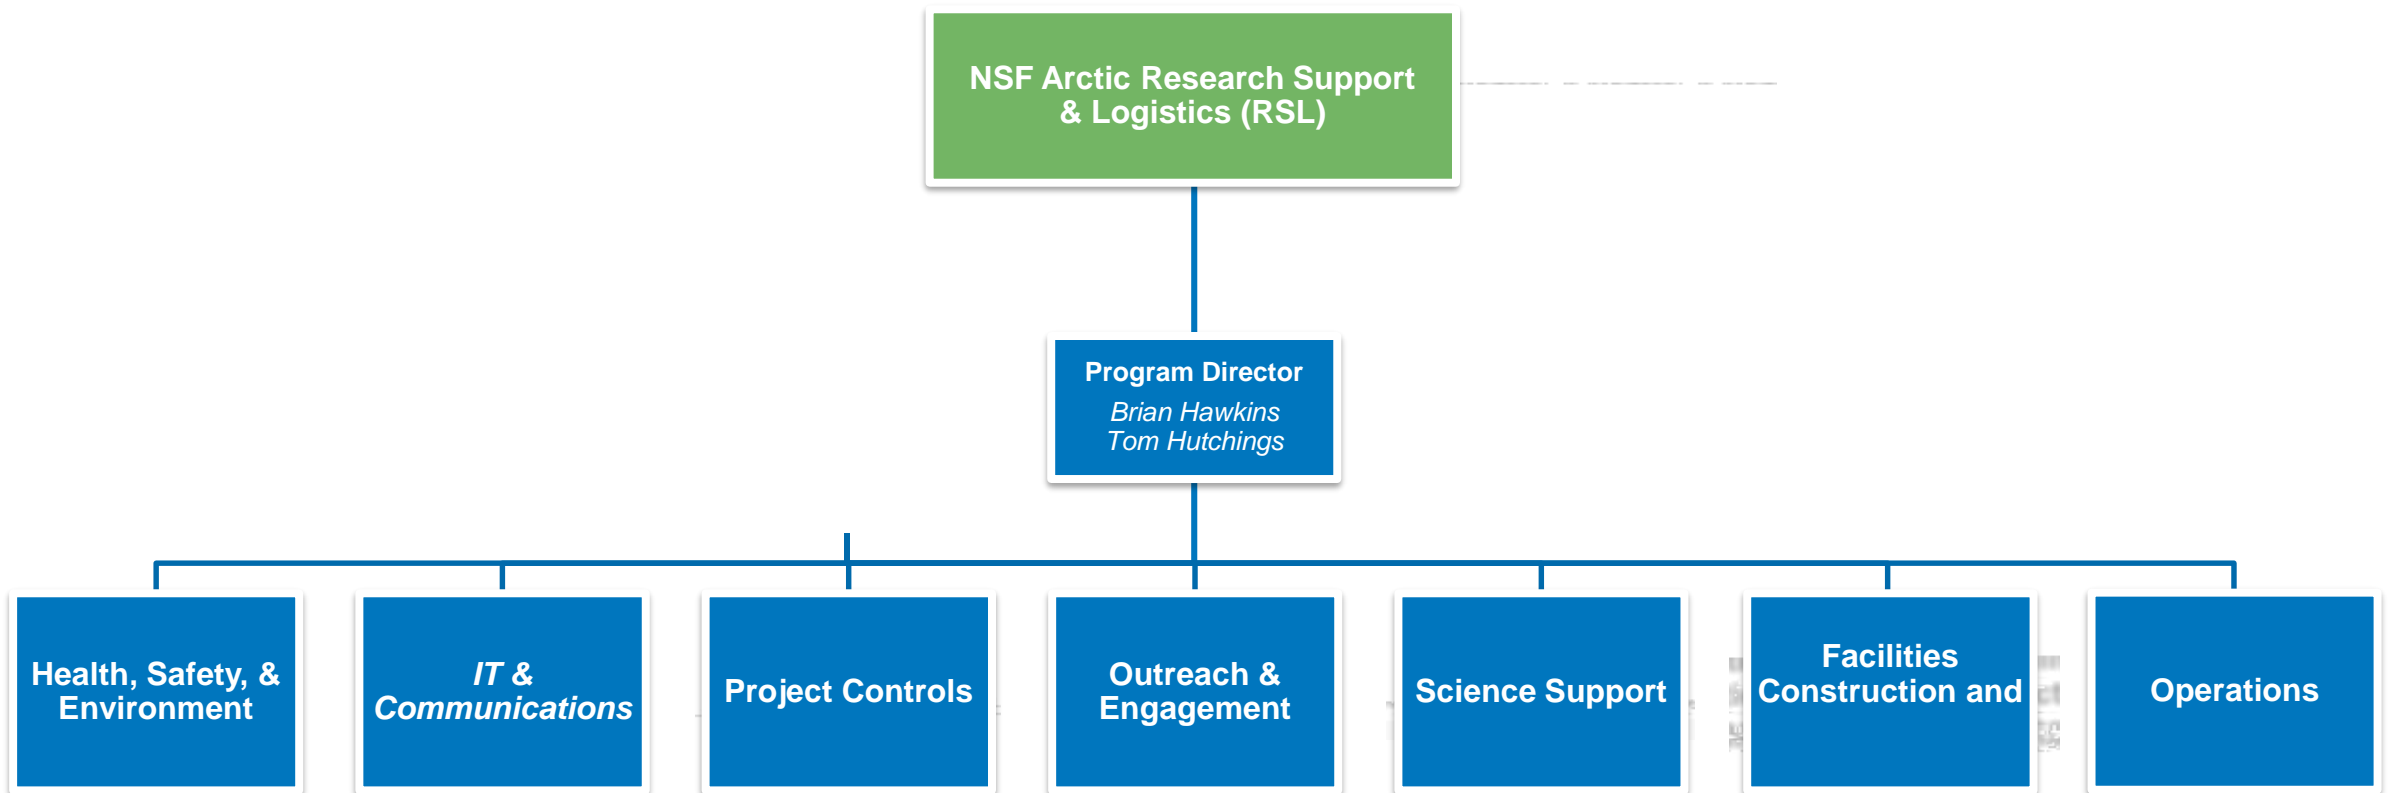 NSF Arctic Research Support
& Logistics (RSL)
Program Director
Brian Hawkins
Tom Hutchings
Health, Safety, &
Environment
IT &
Communications
Project Controls
Outreach &
Engagement
Science Support
Facilities
Construction and
Operations